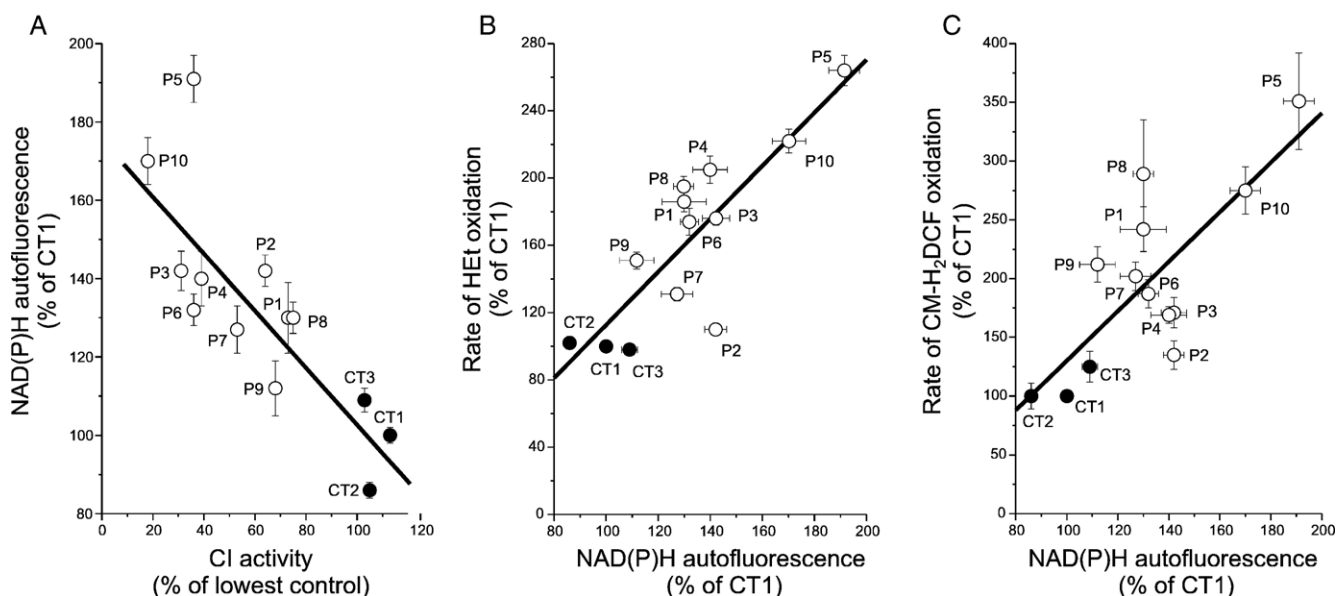 A
NAD(P)H autofluorescence
(% of CT1)
200
180
160
140
120
100
80
P5
P10
P3
P4
P6
P2
P1
P8
P7
P9
CT3
CT1
CT2
0
20
40
60
80
100
120
CI activity
(% of lowest control)
B
Rate of HEt oxidation
(% of CT1)
280
240
200
160
120
80
40
0
P5
P10
P4
P8
P1
P3
P6
P9
P7
P2
CT2
CT1
CT3
80
100
120
140
160
180
200
NAD(P)H autofluorescence
(% of CT1)
C
Rate of CM-H₂DCF oxidation
(% of CT1)
400
350
300
250
200
150
100
50
0
P5
P8
P10
P1
P9
P7
P6
P4
P3
P2
CT3
CT2
CT1
80
100
120
140
160
180
200
NAD(P)H autofluorescence
(% of CT1)